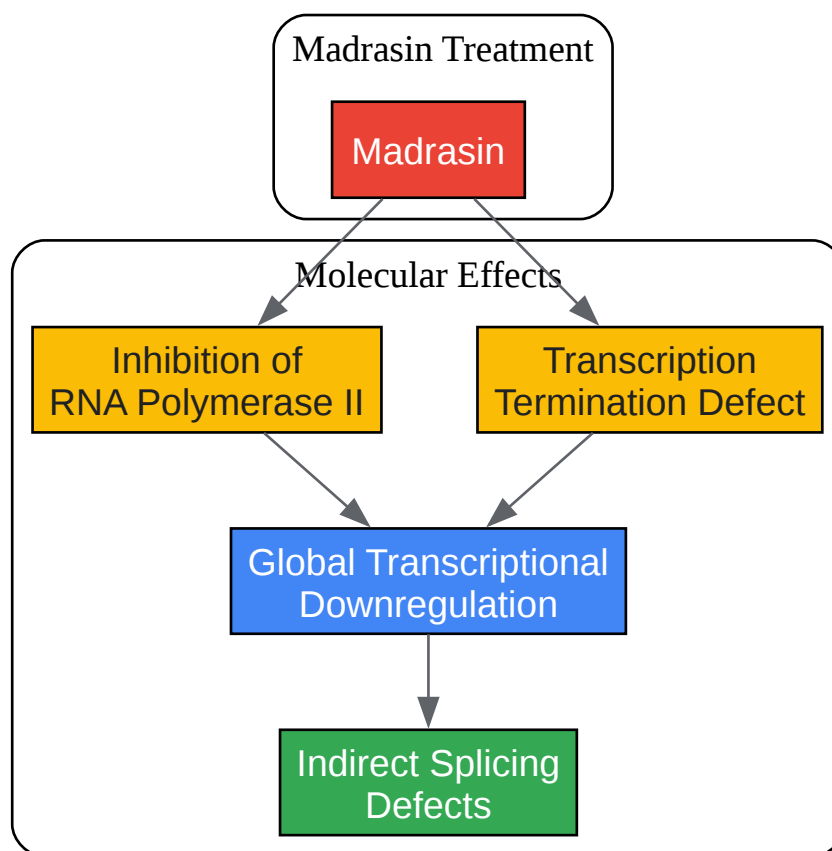 Madrasin Treatment
Madrasin
Molecular Effects
Inhibition of
RNA Polymerase II
Transcription
Termination Defect
Global Transcriptional
Downregulation
Indirect Splicing
Defects